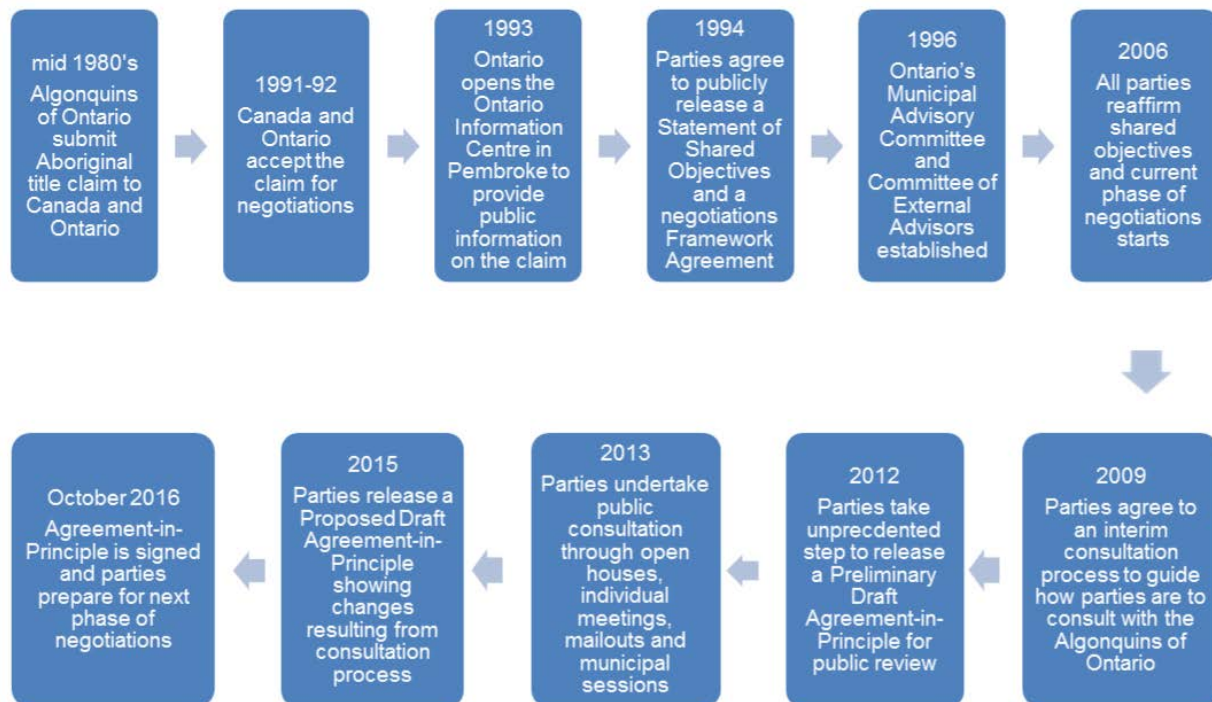 mid 1980's
Algonquins
of Ontario
submit
Aboriginal
title claim to
Canada and
Ontario
1991-92
Canada and
Ontario
accept the
claim for
negotiations
1993
Ontario
opens the
Ontario
Information
Centre in
Pembroke to
provide
public
information
on the claim
1994
Parties agree
to publicly
release a
Statement of
Shared
Objectives
and a
negotiations
Framework
Agreement
1996
Ontario's
Municipal
Advisory
Committee
and
Committee of
External
Advisors
established
2006
All parties
reaffirm
shared
objectives
and current
phase of
negotiations
starts
2009
Parties agree to
an interim
consultation
process to guide
how parties are to
consult with the
Algonquins of
Ontario
2012
Parties take
unprecdented
step to release
a Preliminary
Draft
Agreement-in-
Principle for
public review
2013
Parties undertake
public
consultation
through open
houses,
individual
meetings,
mailouts and
municipal
sessions
2015
Parties release a
Proposed Draft
Agreement-in-
Principle
showing
changes
resulting from
consultation
process
October 2016
Agreement-in-
Principle is signed
and parties
prepare for next
phase of
negotiations